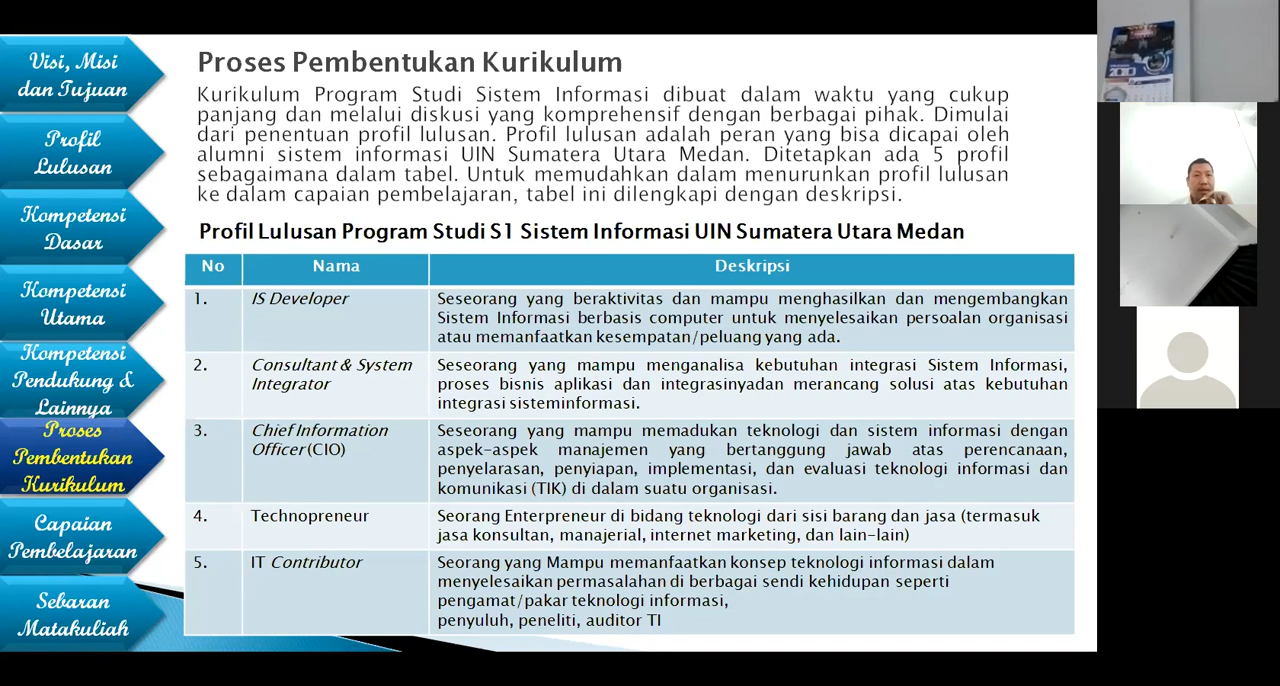 Visi, Misi
dan Tujuan
Profil
Lulusan
Kompetensi
Dasar
Kompetensi
Utama
Kompetensi
Pendukung &
Lainnya
Proses
Pembentukan
Kurikulum
Capaian
Pembelajaran
Sebaran
Matakuliah
Proses Pembentukan Kurikulum
Kurikulum Program Studi Sistem Informasi dibuat dalam waktu yang cukup
panjang dan melalui diskusi yang komprehensif dengan berbagai pihak. Dimulai
dari penentuan profil lulusan. Profil lulusan adalah peran yang bisa dicapai oleh
alumni sistem informasi UIN Sumatera Utara Medan. Ditetapkan ada 5 profil
sebagaimana dalam tabel. Untuk memudahkan dalam menurunkan profil lulusan
ke dalam capaian pembelajaran, tabel ini dilengkapi dengan deskripsi.
Profil Lulusan Program Studi S1 Sistem Informasi UIN Sumatera Utara Medan
No Nama Deskripsi
1. IS Developer Seseorang yang beraktivitas dan mampu menghasilkan dan mengembangkan
Sistem Informasi berbasis computer untuk menyelesaikan persoalan organisasi
atau memanfaatkan kesempatan/peluang yang ada.
2. Consultant & System Seseorang yang mampu menganalisa kebutuhan integrasi Sistem Informasi,
Integrator proses bisnis aplikasi dan integrasinyadan merancang solusi atas kebutuhan
integrasi sisteminformasi.
3. Chief Information Seseorang yang mampu memadukan teknologi dan sistem informasi dengan
Officer (CIO) aspek-aspek manajemen yang bertanggung jawab atas perencanaan,
penyelarasan, penyiapan, implementasi, dan evaluasi teknologi informasi dan
komunikasi (TIK) di dalam suatu organisasi.
4. Technopreneur Seorang Enterpreneur di bidang teknologi dari sisi barang dan jasa (termasuk
jasa konsultan, manajerial, internet marketing, dan lain-lain)
5. IT Contributor Seorang yang Mampu memanfaatkan konsep teknologi informasi dalam
menyelesaikan permasalahan di berbagai sendi kehidupan seperti
pengamat/pakar teknologi informasi,
penyuluh, peneliti, auditor TI